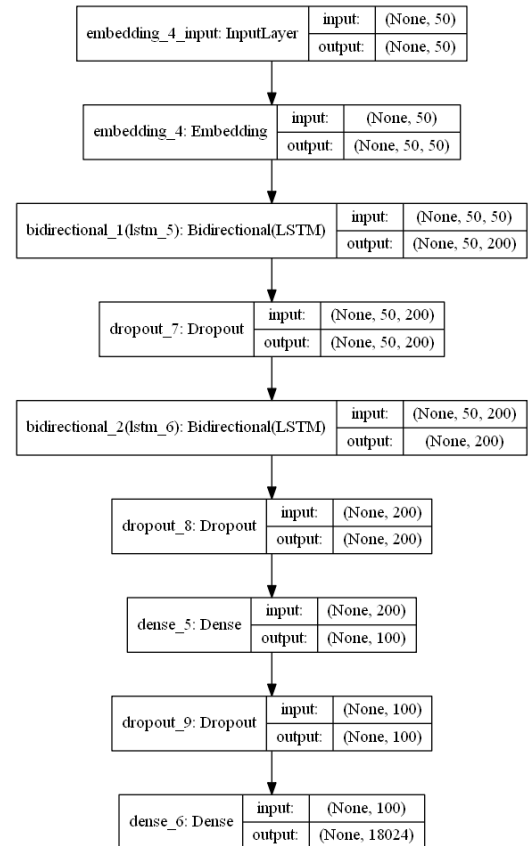 embedding_4_input: InputLayer
input: (None, 50)
output: (None, 50)
embedding_4: Embedding
input: (None, 50)
output: (None, 50, 50)
bidirectional_1(lstm_5): Bidirectional(LSTM)
input: (None, 50, 50)
output: (None, 50, 200)
dropout_7: Dropout
input: (None, 50, 200)
output: (None, 50, 200)
bidirectional_2(lstm_6): Bidirectional(LSTM)
input: (None, 50, 200)
output: (None, 200)
dropout_8: Dropout
input: (None, 200)
output: (None, 200)
dense_5: Dense
input: (None, 200)
output: (None, 100)
dropout_9: Dropout
input: (None, 100)
output: (None, 100)
dense_6: Dense
input: (None, 100)
output: (None, 18024)